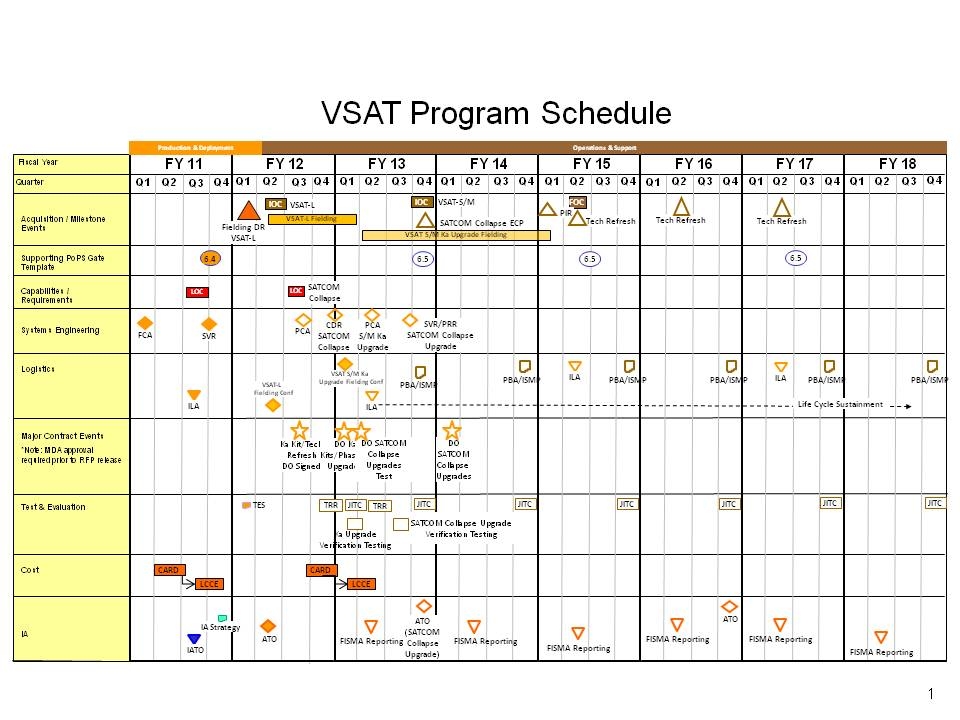 VSAT Program Schedule
Production & Deployment
Operations & Support
Fiscal Year
FY 11
FY 12
FY 13
FY 14
FY 15
FY 16
FY 17
FY 18
Quarter
Q1 Q2 Q3 Q4 Q1 Q2 Q3 Q4 Q1 Q2 Q3 Q4 Q1 Q2 Q3 Q4 Q1 Q2 Q3 Q4 Q1 Q2 Q3 Q4 Q1 Q2 Q3 Q4 Q1 Q2 Q3 Q4
Acquisition / Milestone
Events
Fielding DR
VSAT-L
IOC VSAT-L
VSAT-L Fielding
IOC VSAT-S/M
SATCOM Collapse ECP
VSAT S/M Ka Upgrade Fielding
PIR
FOC
Tech Refresh
Tech Refresh
Tech Refresh
Supporting PoPS Gate
Template
6.4
6.5
6.5
6.5
Capabilities /
Requirements
LOC
LOC
SATCOM
Collapse
Systems Engineering
FCA
SVR
PCA
CDR
SATCOM
Collapse
PCA
S/M Ka
Upgrade
SVR/PRR
SATCOM Collapse
Upgrade
Logistics
ILA
VSAT-L
Fielding Conf
VSAT S/M Ka
Upgrade Fielding Conf
ILA
PBA/ISMP
PBA/ISMP
ILA
PBA/ISMP
PBA/ISMP
ILA
PBA/ISMP
PBA/ISMP
Life Cycle Sustainment
Major Contract Events
*Note: MDA approval
required prior to RFP release
Ka Kit/Tech
Refresh
DO Signed
DO Ka
Kits/Phas
Upgrade
DO SATCOM
Collapse
Upgrades
Test
DO
SATCOM
Collapse
Upgrades
Test & Evaluation
TES
TRR
JITC
TRR
JITC
JITC
JITC
JITC
JITC
JITC
Ka Upgrade
Verification Testing
SATCOM Collapse Upgrade
Verification Testing
Cost
CARD
LCCE
CARD
LCCE
IA
IA Strategy
IATO
ATO
FISMA Reporting
ATO
(SATCOM
Collapse
Upgrade)
FISMA Reporting
FISMA Reporting
FISMA Reporting
ATO
FISMA Reporting
FISMA Reporting
1